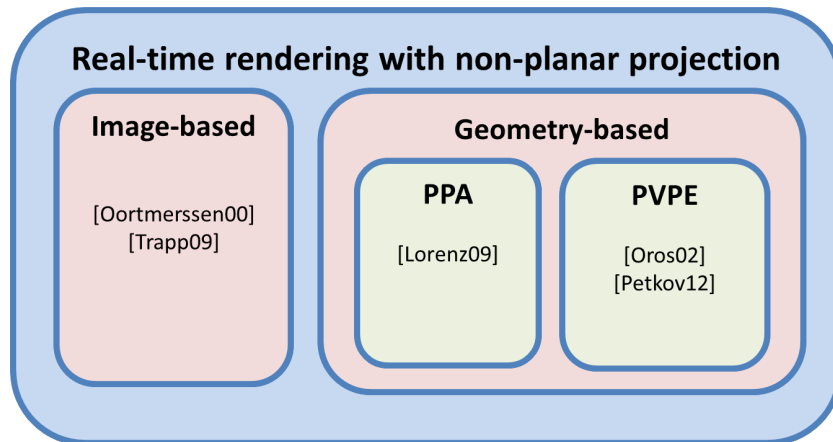 Real-time rendering with non-planar projection
Image-based
[Oortmerssen00]
[Trapp09]
Geometry-based
PPA
[Lorenz09]
PVPE
[Oros02]
[Petkov12]